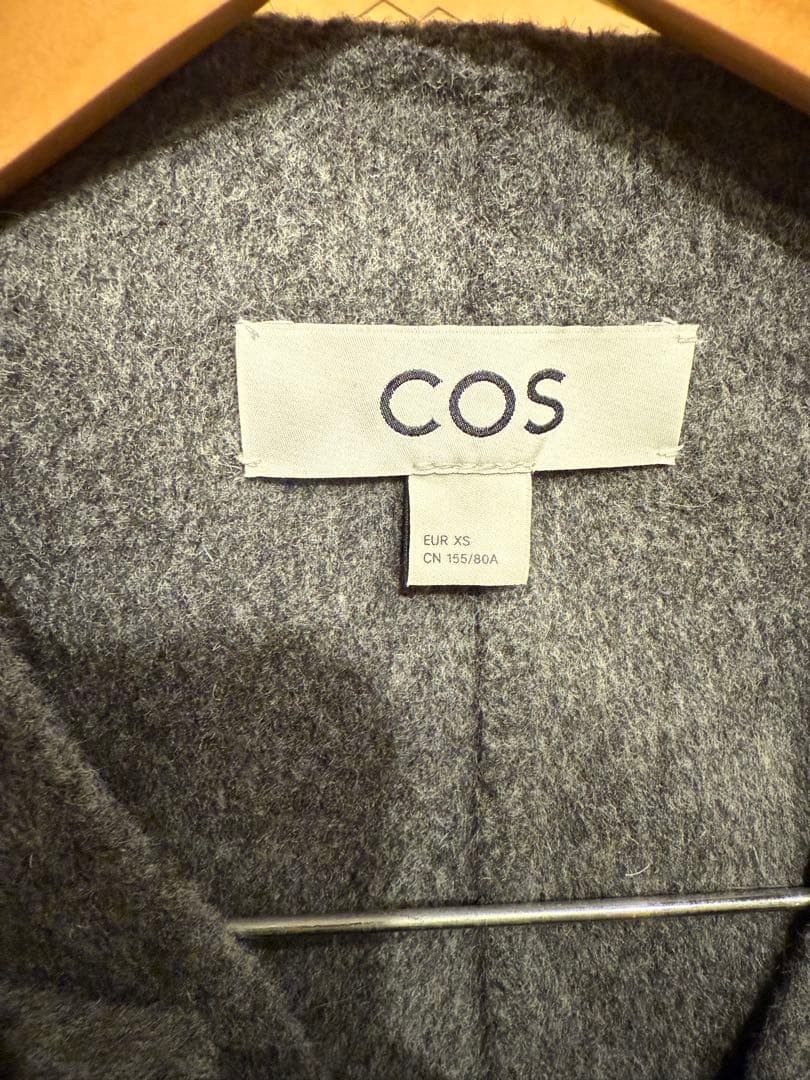 COS
EUR XS
CN 155/80A